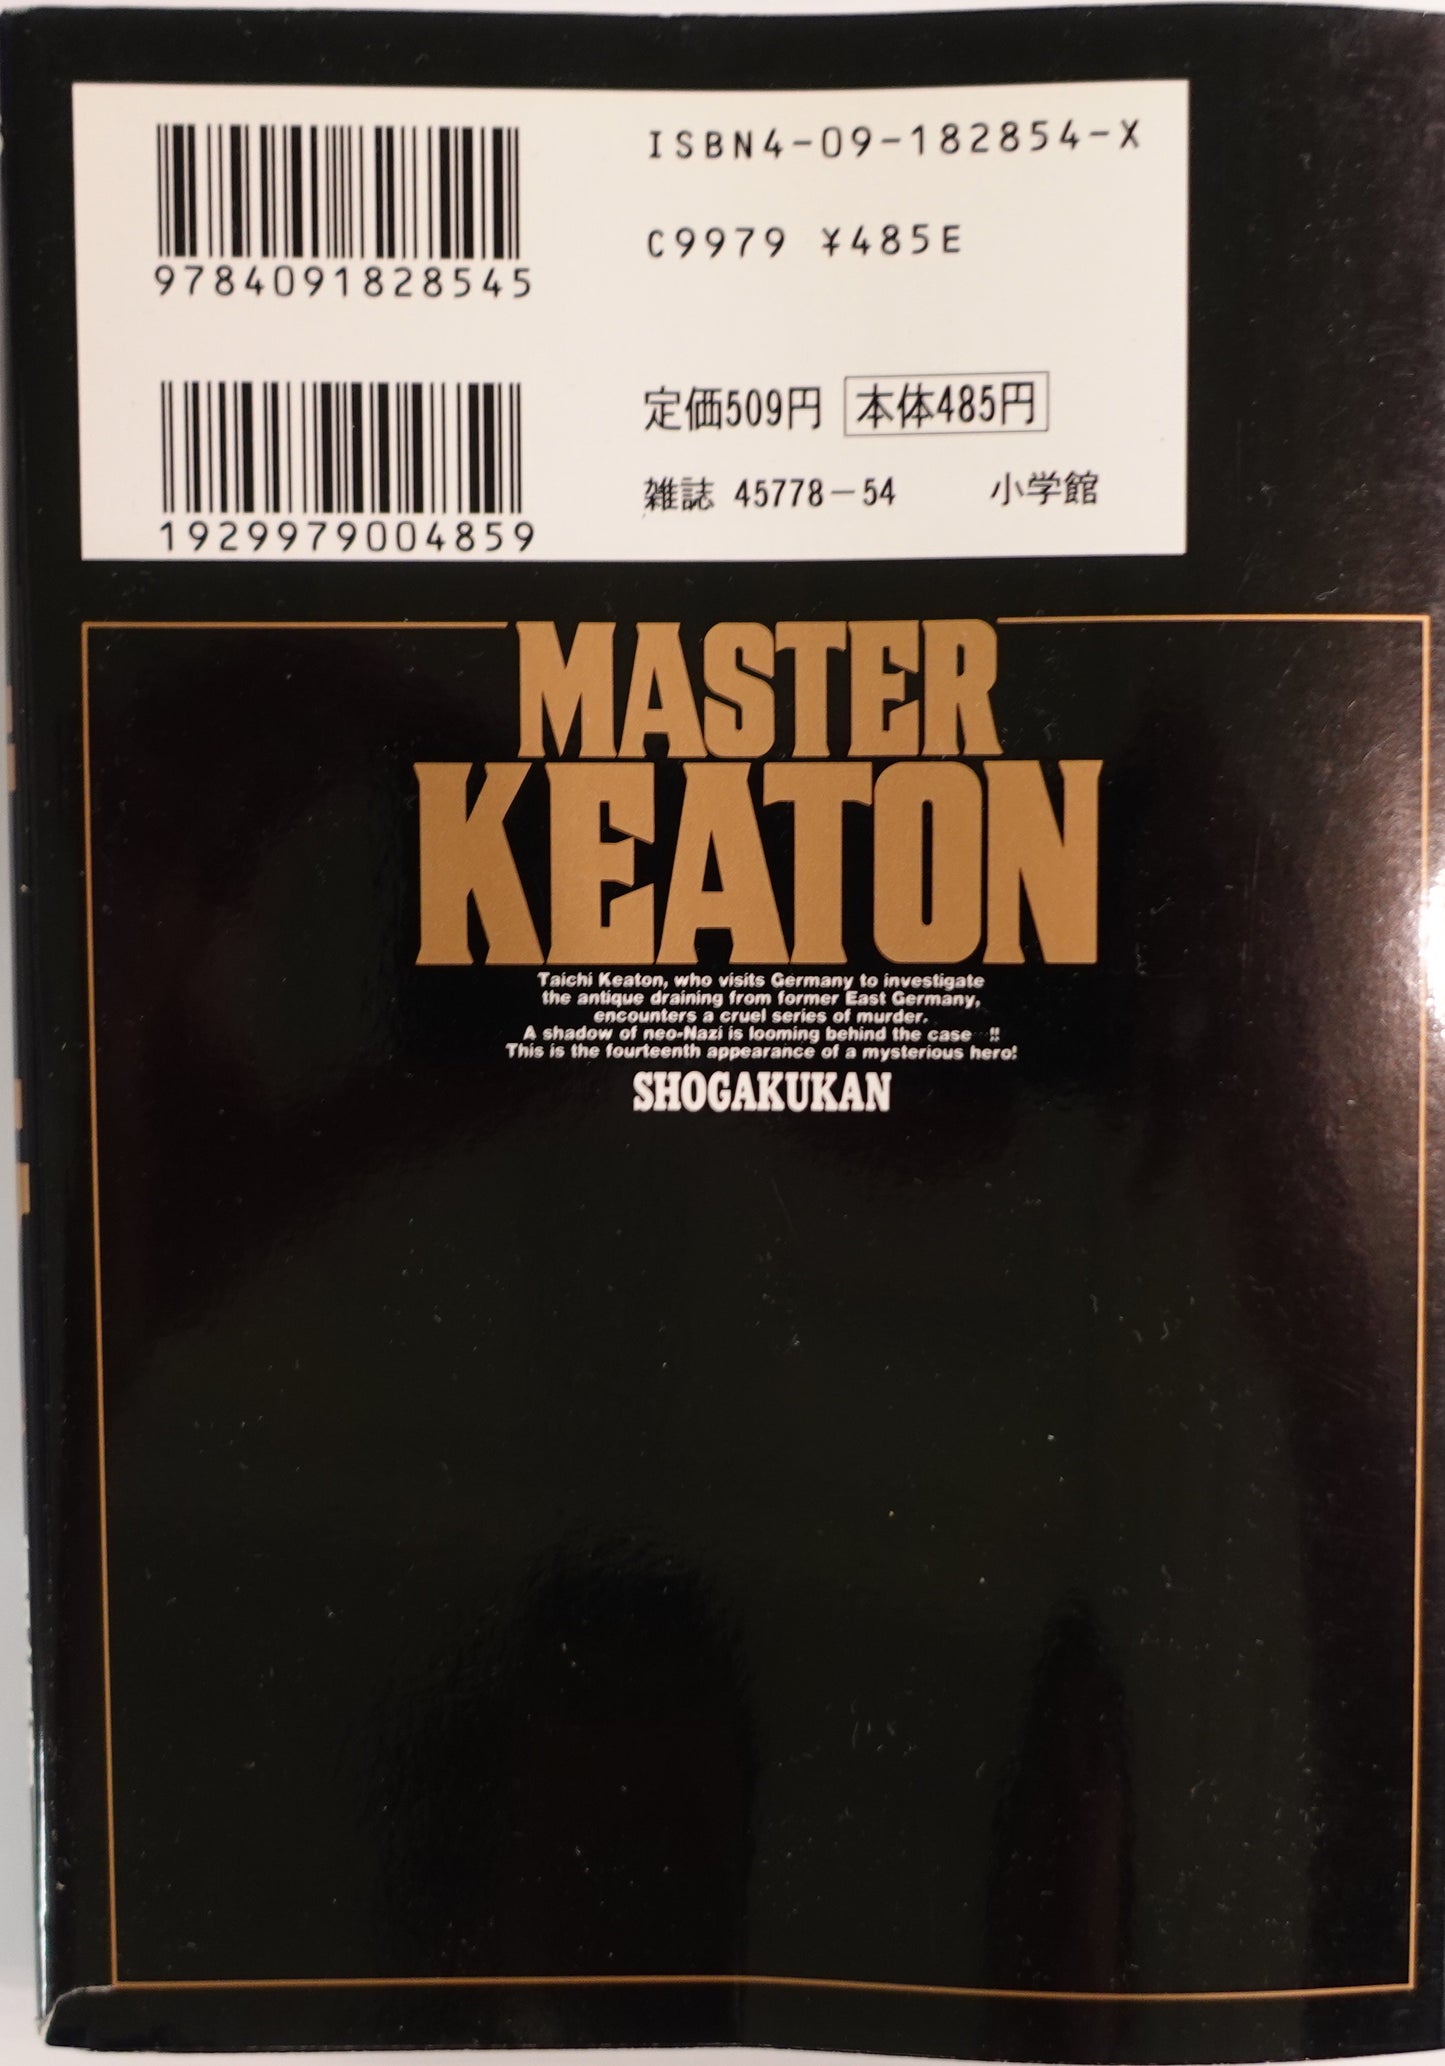 ISBN4-09-182854-X
C9979 ¥485E
9784091828545
定価509円 本体485円
雑誌 45778-54 小学館
1929979004859
MASTER
KEATON
Taichi Keaton, who visits Germany to investigate
the antique draining from former East Germany,
encounters a cruel series of murder.
A shadow of neo-Nazi is looming behind the case …!!
This is the fourteenth appearance of a mysterious hero!
SHOGAKUKAN